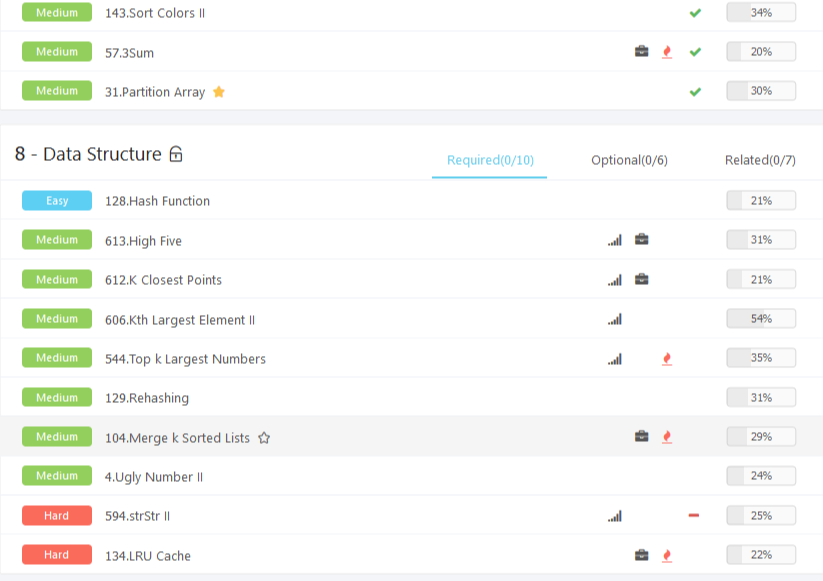 Medium 143.Sort Colors II 34%
Medium 57.3Sum 20%
Medium 31.Partition Array 30%
8 - Data Structure Required(0/10) Optional(0/6) Related(0/7)
Easy 128.Hash Function 21%
Medium 613.High Five 31%
Medium 612.K Closest Points 21%
Medium 606.Kth Largest Element II 54%
Medium 544.Top k Largest Numbers 35%
Medium 129.Rehashing 31%
Medium 104.Merge k Sorted Lists 29%
Medium 4.Ugly Number II 24%
Hard 594.strStr II 25%
Hard 134.LRU Cache 22%